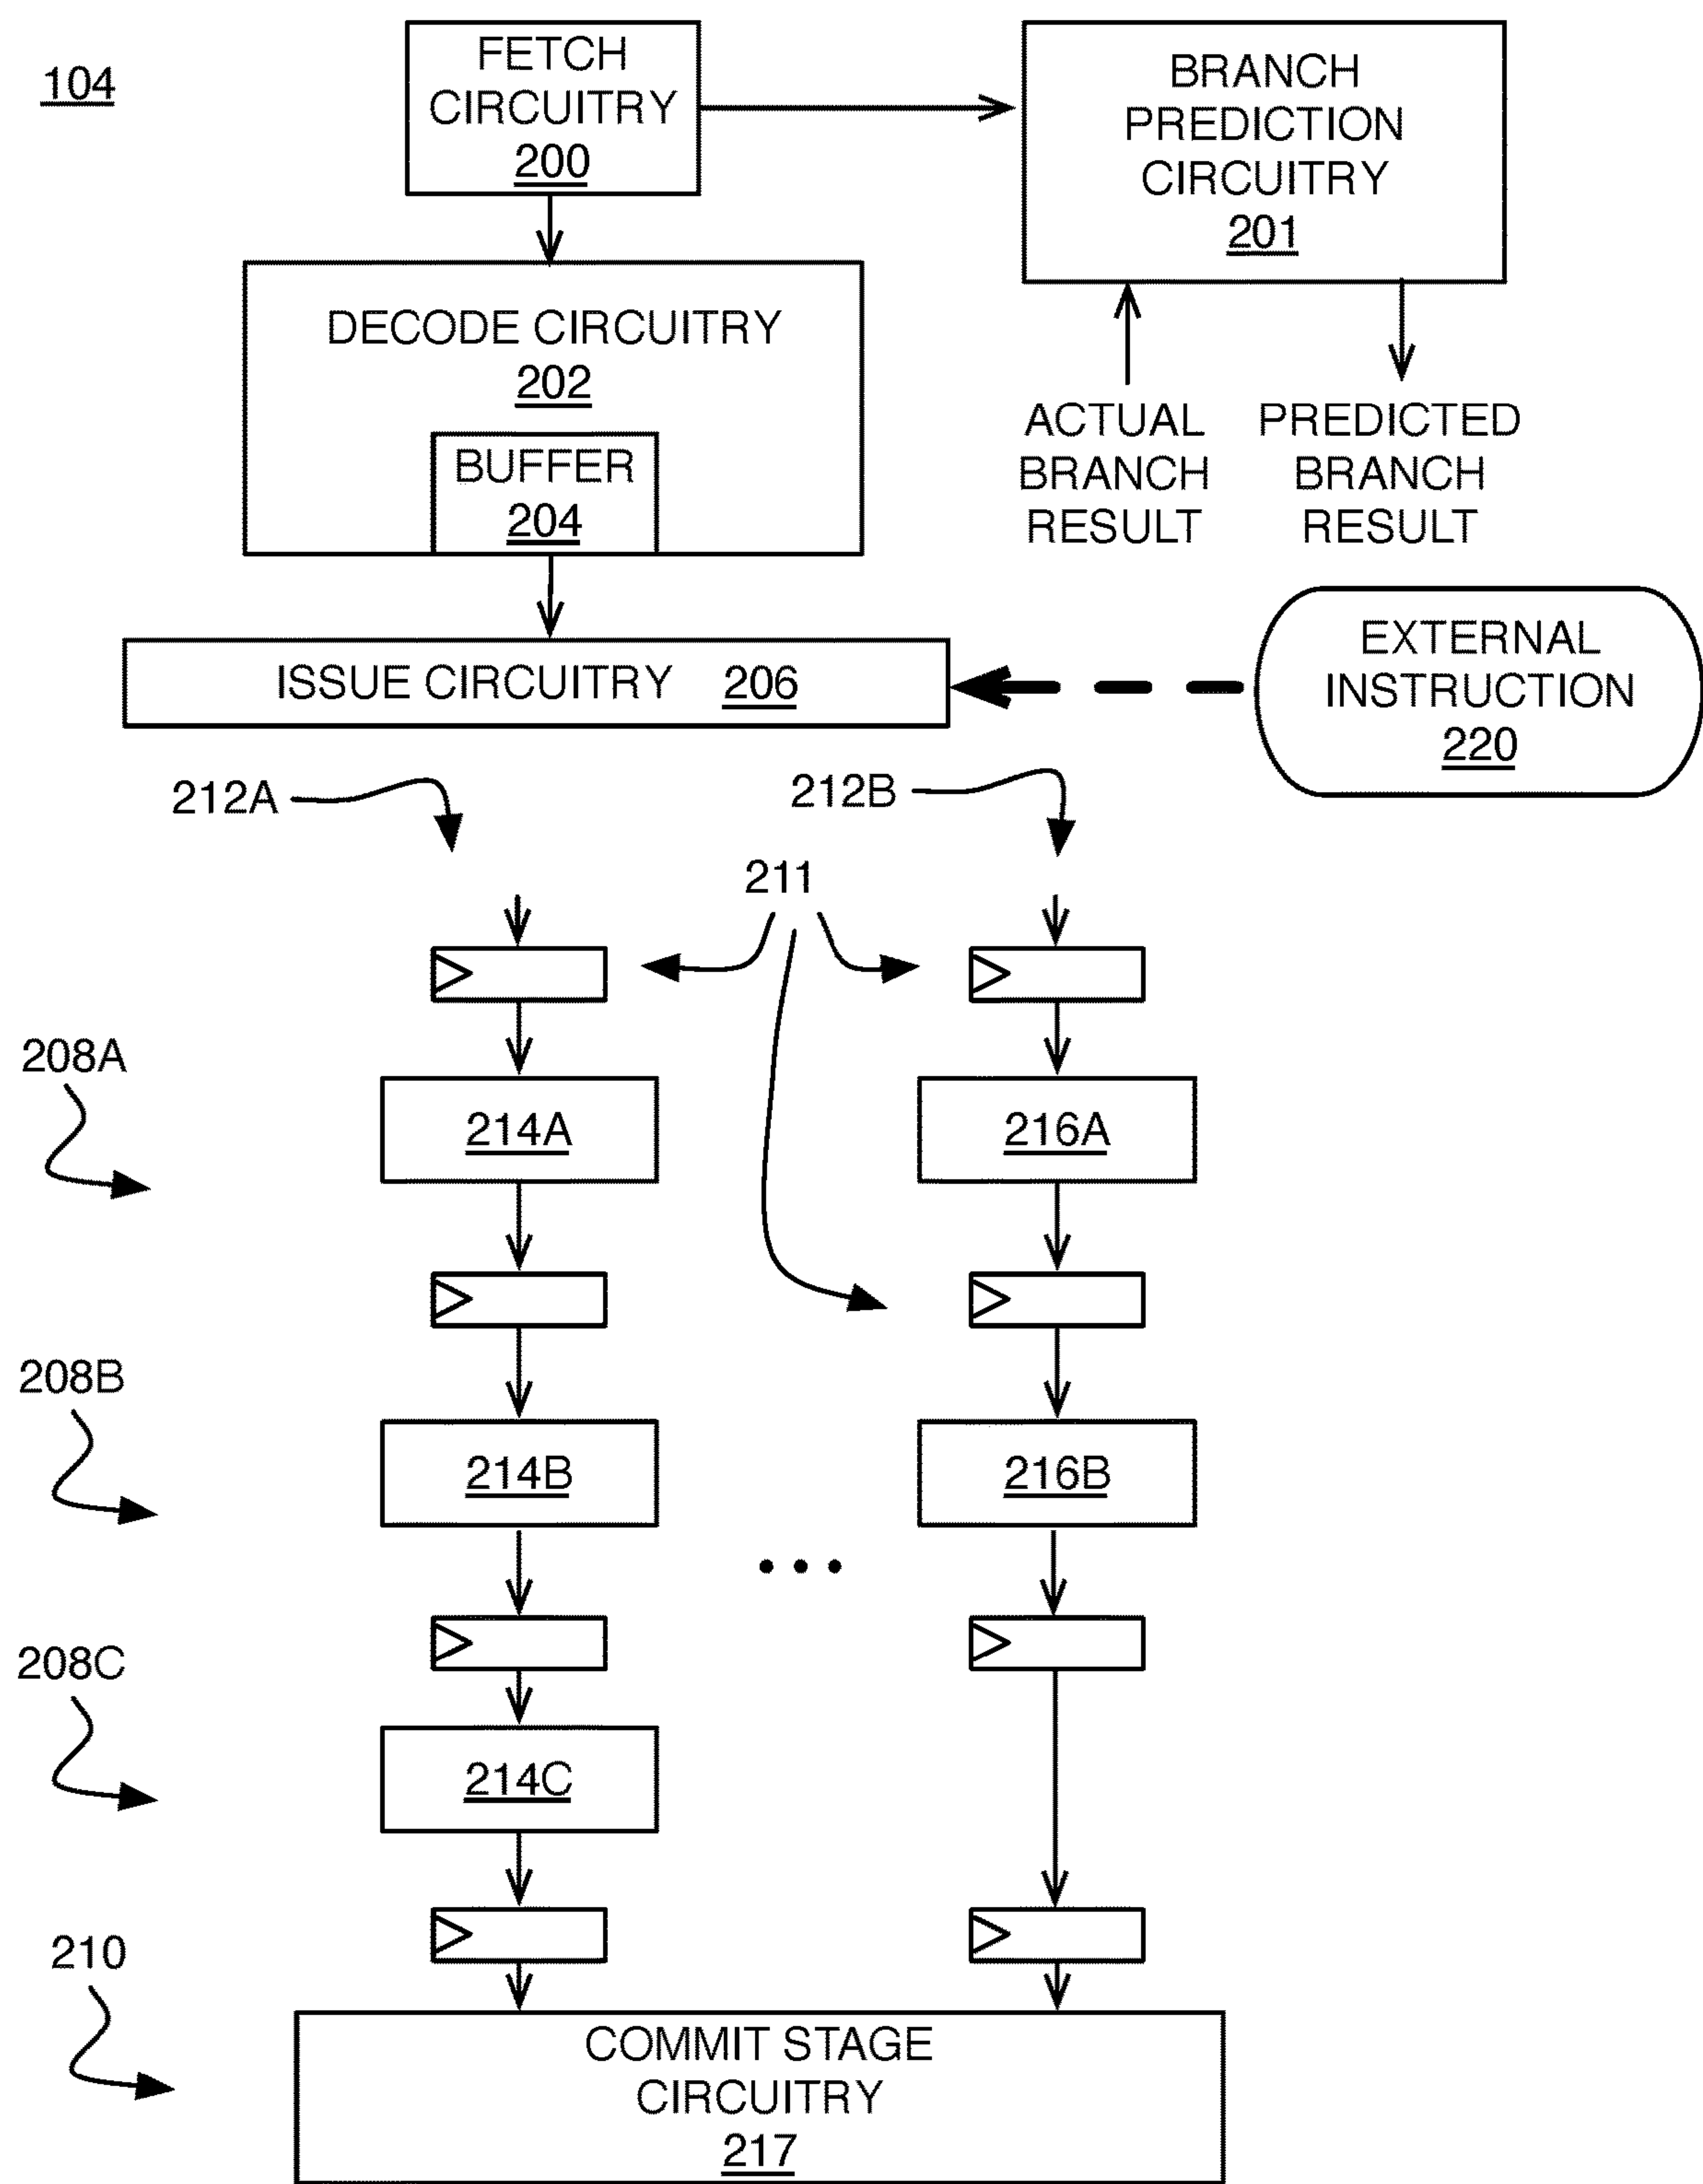 104
FETCH
CIRCUITRY
200
BRANCH
PREDICTION
CIRCUITRY
201
DECODE CIRCUITRY
202
BUFFER
204
ACTUAL
BRANCH
RESULT
PREDICTED
BRANCH
RESULT
ISSUE CIRCUITRY 206
EXTERNAL
INSTRUCTION
220
212A
212B
211
208A
214A
216A
208B
214B
216B
...
208C
214C
210
COMMIT STAGE
CIRCUITRY
217